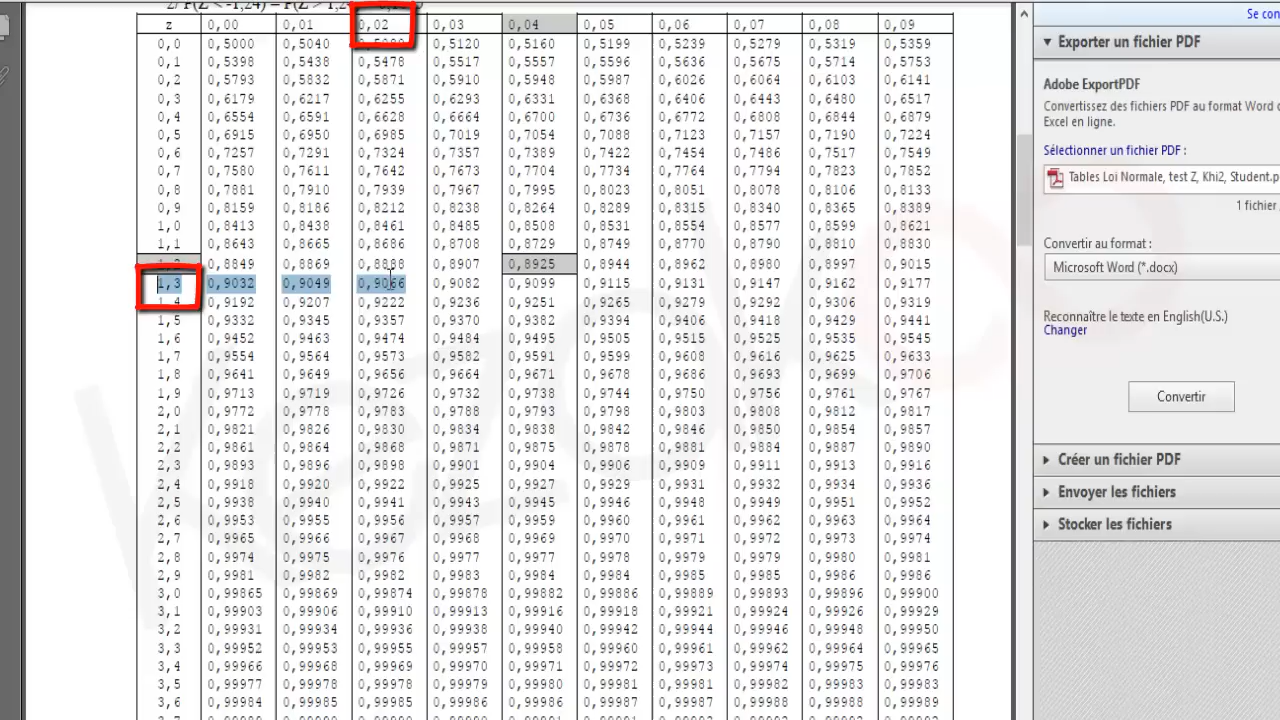 z 0,00 0,01 0,02 0,03 0,04 0,05 0,06 0,07 0,08 0,09
0,0 0,5000 0,5040 0,5080 0,5120 0,5160 0,5199 0,5239 0,5279 0,5319 0,5359
0,1 0,5398 0,5438 0,5478 0,5517 0,5557 0,5596 0,5636 0,5675 0,5714 0,5753
0,2 0,5793 0,5832 0,5871 0,5910 0,5948 0,5987 0,6026 0,6064 0,6103 0,6141
0,3 0,6179 0,6217 0,6255 0,6293 0,6331 0,6368 0,6406 0,6443 0,6480 0,6517
0,4 0,6554 0,6591 0,6628 0,6664 0,6700 0,6736 0,6772 0,6808 0,6844 0,6879
0,5 0,6915 0,6950 0,6985 0,7019 0,7054 0,7088 0,7123 0,7157 0,7190 0,7224
0,6 0,7257 0,7291 0,7324 0,7357 0,7389 0,7422 0,7454 0,7486 0,7517 0,7549
0,7 0,7580 0,7611 0,7642 0,7673 0,7704 0,7734 0,7764 0,7794 0,7823 0,7852
0,8 0,7881 0,7910 0,7939 0,7967 0,7995 0,8023 0,8051 0,8078 0,8106 0,8133
0,9 0,8159 0,8186 0,8212 0,8238 0,8264 0,8289 0,8315 0,8340 0,8365 0,8389
1,0 0,8413 0,8438 0,8461 0,8485 0,8508 0,8531 0,8554 0,8577 0,8599 0,8621
1,1 0,8643 0,8665 0,8686 0,8708 0,8729 0,8749 0,8770 0,8790 0,8810 0,8830
1,2 0,8849 0,8869 0,8888 0,8907 0,8925 0,8944 0,8962 0,8980 0,8997 0,9015
1,3 0,9032 0,9049 0,9066 0,9082 0,9099 0,9115 0,9131 0,9147 0,9162 0,9177
1,4 0,9192 0,9207 0,9222 0,9236 0,9251 0,9265 0,9279 0,9292 0,9306 0,9319
1,5 0,9332 0,9345 0,9357 0,9370 0,9382 0,9394 0,9406 0,9418 0,9429 0,9441
1,6 0,9452 0,9463 0,9474 0,9484 0,9495 0,9505 0,9515 0,9525 0,9535 0,9545
1,7 0,9554 0,9564 0,9573 0,9582 0,9591 0,9599 0,9608 0,9616 0,9625 0,9633
1,8 0,9641 0,9649 0,9656 0,9664 0,9671 0,9678 0,9686 0,9693 0,9699 0,9706
1,9 0,9713 0,9719 0,9726 0,9732 0,9738 0,9744 0,9750 0,9756 0,9761 0,9767
2,0 0,9772 0,9778 0,9783 0,9788 0,9793 0,9798 0,9803 0,9808 0,9812 0,9817
2,1 0,9821 0,9826 0,9830 0,9834 0,9838 0,9842 0,9846 0,9850 0,9854 0,9857
2,2 0,9861 0,9864 0,9868 0,9871 0,9875 0,9878 0,9881 0,9884 0,9887 0,9890
2,3 0,9893 0,9896 0,9898 0,9901 0,9904 0,9906 0,9909 0,9911 0,9913 0,9916
2,4 0,9918 0,9920 0,9922 0,9925 0,9927 0,9929 0,9931 0,9932 0,9934 0,9936
2,5 0,9938 0,9940 0,9941 0,9943 0,9945 0,9946 0,9948 0,9949 0,9951 0,9952
2,6 0,9953 0,9955 0,9956 0,9957 0,9959 0,9960 0,9961 0,9962 0,9963 0,9964
2,7 0,9965 0,9966 0,9967 0,9968 0,9969 0,9970 0,9971 0,9972 0,9973 0,9974
2,8 0,9974 0,9975 0,9976 0,9977 0,9977 0,9978 0,9979 0,9979 0,9980 0,9981
2,9 0,9981 0,9982 0,9982 0,9983 0,9984 0,9984 0,9985 0,9985 0,9986 0,9986
3,0 0,99865 0,99869 0,99874 0,99878 0,99882 0,99886 0,99889 0,99893 0,99896 0,99900
3,1 0,99903 0,99906 0,99910 0,99913 0,99916 0,99918 0,99921 0,99924 0,99926 0,99929
3,2 0,99931 0,99934 0,99936 0,99938 0,99940 0,99942 0,99944 0,99946 0,99948 0,99950
3,3 0,99952 0,99953 0,99955 0,99957 0,99958 0,99960 0,99961 0,99962 0,99964 0,99965
3,4 0,99966 0,99968 0,99969 0,99970 0,99971 0,99972 0,99973 0,99974 0,99975 0,99976
3,5 0,99977 0,99978 0,99978 0,99979 0,99980 0,99981 0,99981 0,99982 0,99983 0,99983
3,6 0,99984 0,99985 0,99985 0,99986 0,99986 0,99987 0,99987 0,99988 0,99988 0,99989
Se con
Exporter un fichier PDF
Adobe ExportPDF
Convertissez des fichiers PDF au format Word
Excel en ligne.
Sélectionner un fichier PDF :
Tables Loi Normale, test Z, Khi2, Student.p
1 fichier
Convertir au format :
Microsoft Word (*.docx)
Reconnaître le texte en English(U.S.)
Changer
Convertir
Créer un fichier PDF
Envoyer les fichiers
Stocker les fichiers